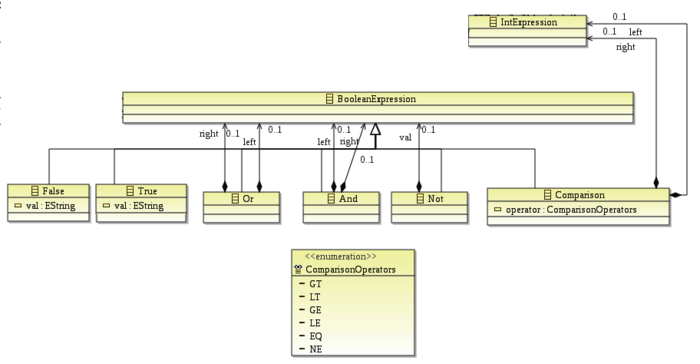 IntExpression
0..1
0..1 left
right
BooleanExpression
right 0..1
0..1
left
0..1
left right
0..1
val
0..1
False
val : EString
True
val : EString
Or
And
Not
Comparison
operator : ComparisonOperators
<<enumeration>>
ComparisonOperators
GT
LT
GE
LE
EQ
NE